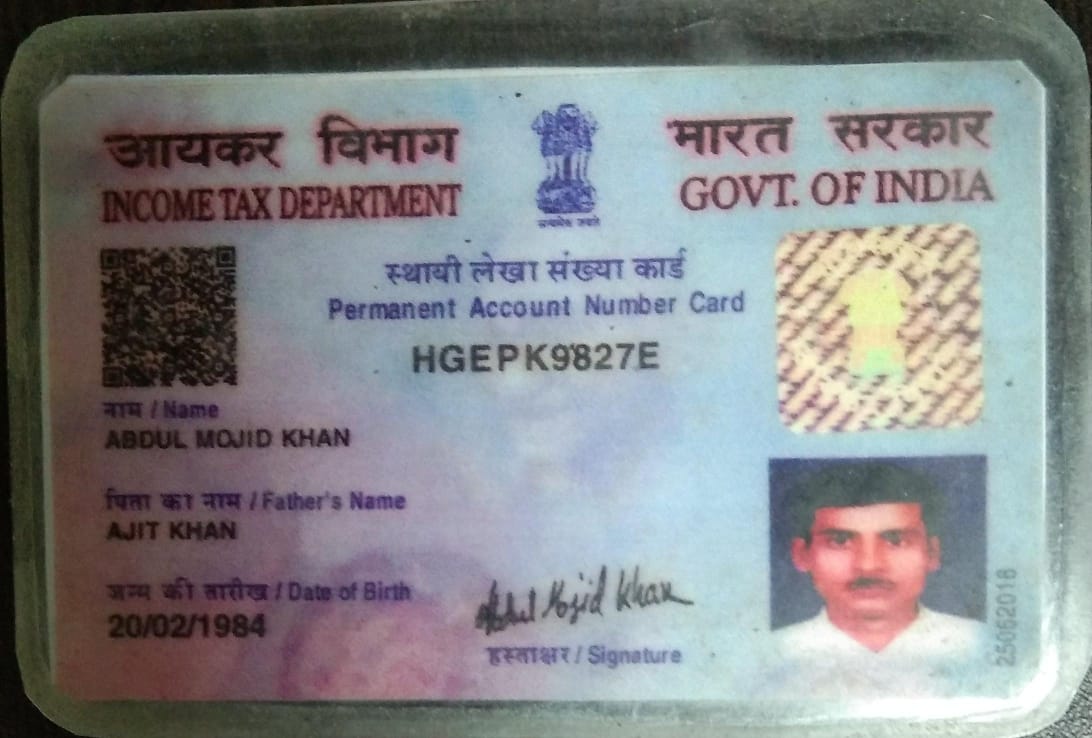 आयकर विभाग
INCOME TAX DEPARTMENT
सत्यमेव जयते
भारत सरकार
GOVT. OF INDIA
स्थायी लेखा संख्या कार्ड
Permanent Account Number Card
HGEPK9827E
नाम / Name
ABDUL MOJID KHAN
पिता का नाम / Father's Name
AJIT KHAN
जन्म की तारीख / Date of Birth
20/02/1984
Abdul Mojid Khan
हस्ताक्षर / Signature
25062018